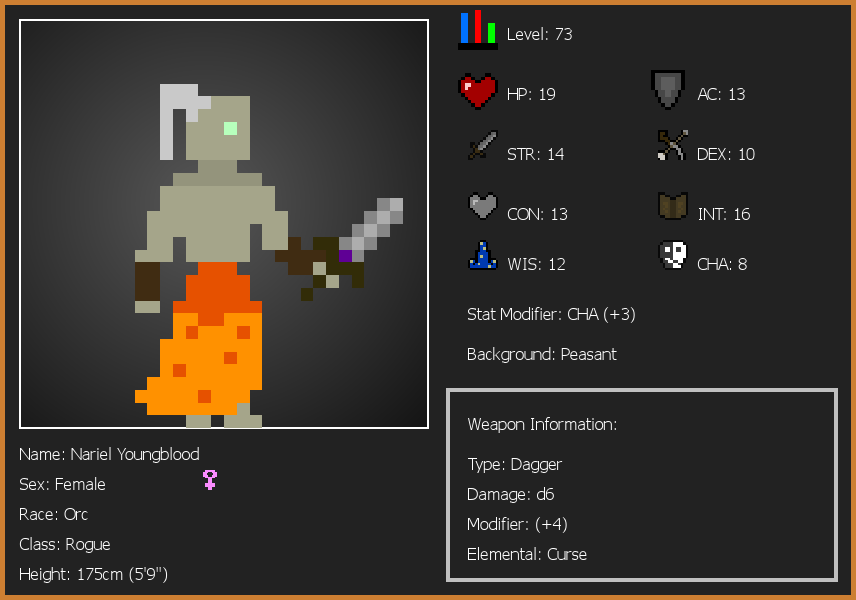 Level: 73
HP: 19
AC: 13
STR: 14
DEX: 10
CON: 13
INT: 16
WIS: 12
CHA: 8
Stat Modifier: CHA (+3)
Background: Peasant
Weapon Information:
Type: Dagger
Damage: d6
Modifier: (+4)
Elemental: Curse
Name: Nariel Youngblood
Sex: Female
Race: Orc
Class: Rogue
Height: 175cm (5'9")